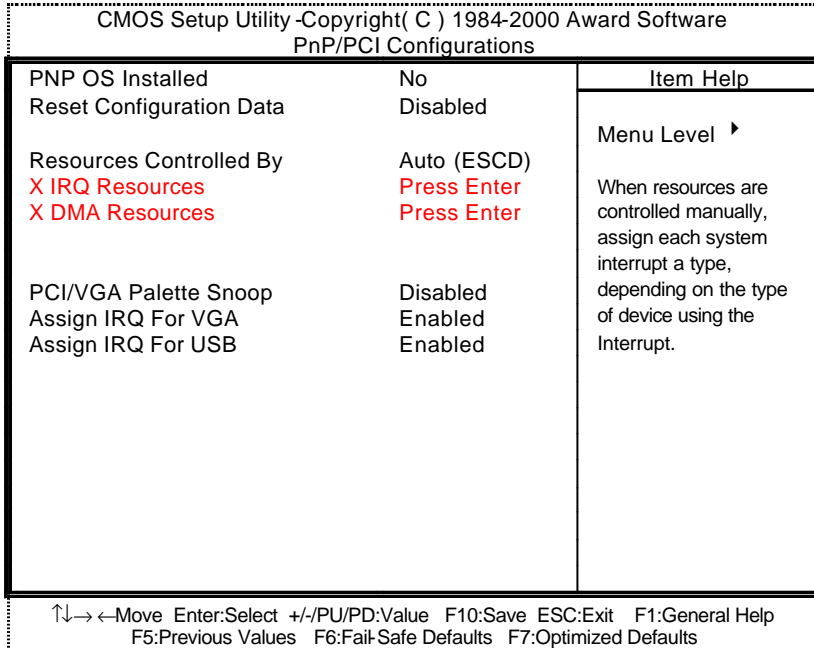 CMOS Setup Utility -Copyright( C ) 1984-2000 Award Software
PnP/PCI Configurations
PNP OS Installed No
Reset Configuration Data Disabled
Resources Controlled By Auto (ESCD)
X IRQ Resources Press Enter
X DMA Resources Press Enter
PCI/VGA Palette Snoop Disabled
Assign IRQ For VGA Enabled
Assign IRQ For USB Enabled
Item Help
Menu Level
When resources are
controlled manually,
assign each system
interrupt a type,
depending on the type
of device using the
Interrupt.
↑↓→←Move Enter:Select +/-/PU/PD:Value F10:Save ESC:Exit F1:General Help
F5:Previous Values F6:Fail-Safe Defaults F7:Optimized Defaults